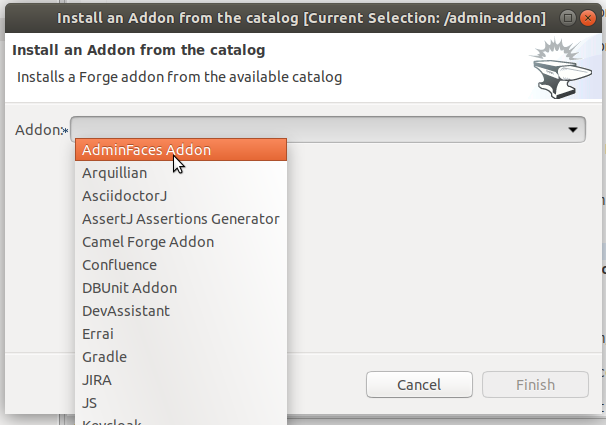 Install an Addon from the catalog [Current Selection: /admin-addon]
Install an Addon from the catalog
Installs a Forge addon from the available catalog
Addon:*
AdminFaces Addon
Arquillian
AsciidoctorJ
AssertJ Assertions Generator
Camel Forge Addon
Confluence
DBUnit Addon
DevAssistant
Errai
Gradle
JIRA
JS
Keycloak
Cancel
Finish